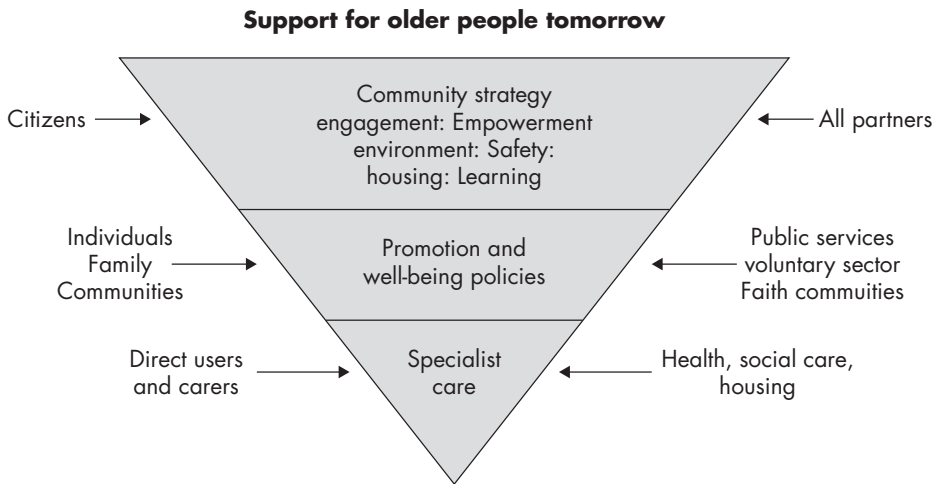 Support for older people tomorrow
Community strategy
engagement: Empowerment
environment: Safety:
housing: Learning
Citizens
All partners
Individuals
Family
Communities
Promotion and
well-being policies
Public services
voluntary sector
Faith commuities
Direct users
and carers
Specialist
care
Health, social care,
housing